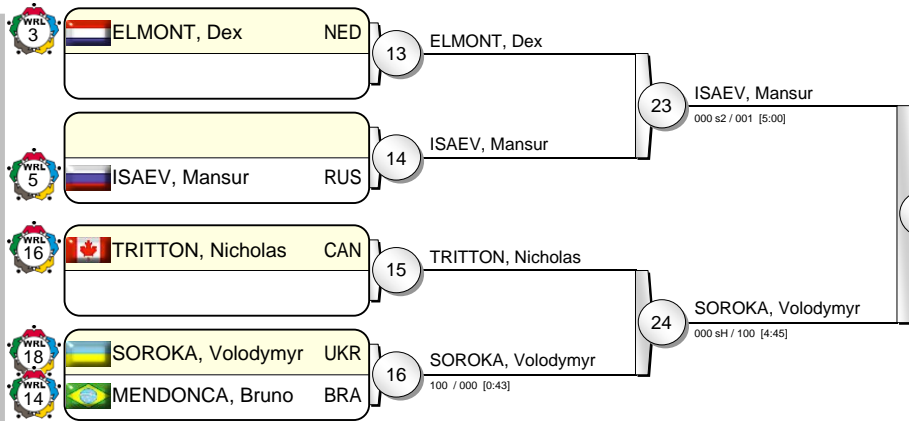 WRL
3
ELMONT, Dex NED
13
ELMONT, Dex
23
ISAEV, Mansur
000 s2 / 001 [5:00]
14
ISAEV, Mansur
WRL
5
ISAEV, Mansur RUS
WRL
16
TRITTON, Nicholas CAN
15
TRITTON, Nicholas
24
SOROKA, Volodymyr
000 sH / 100 [4:45]
WRL
18
SOROKA, Volodymyr UKR
16
SOROKA, Volodymyr
100 / 000 [0:43]
WRL
14
MENDONCA, Bruno BRA